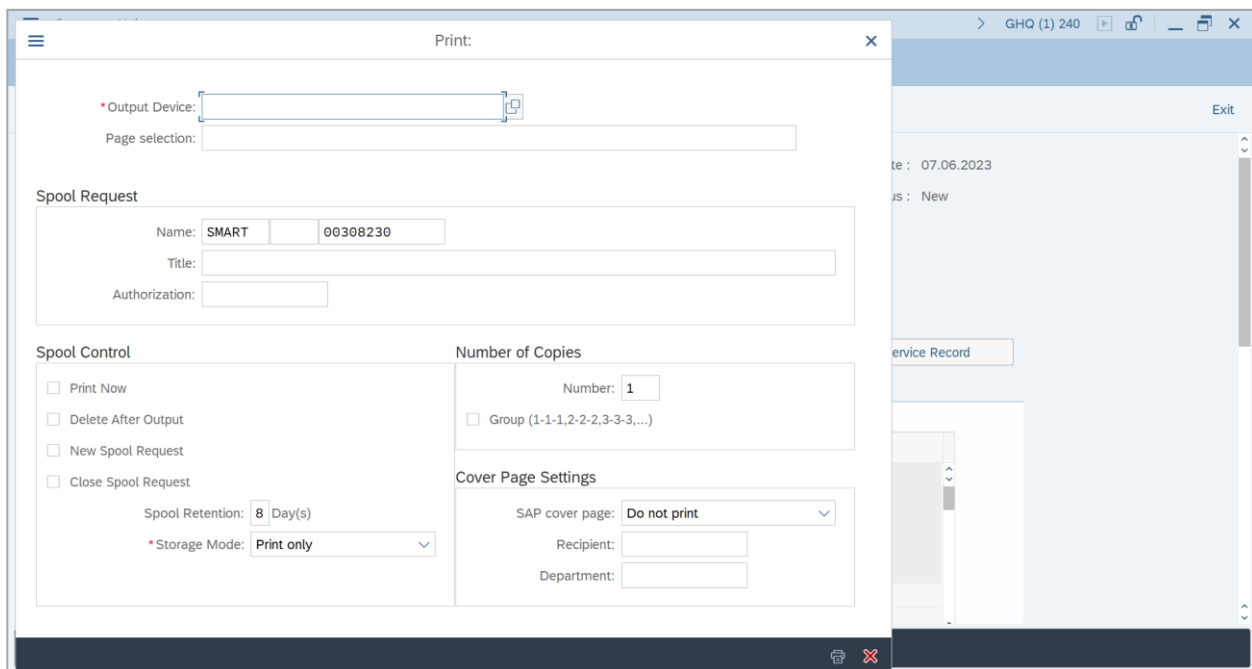 GHQ (1) 240
Print:
Exit
*Output Device:
Page selection:
te : 07.06.2023
us : New
Spool Request
Name: SMART 00308230
Title:
Authorization:
Spool Control
Number of Copies
ervice Record
Print Now
Number: 1
Delete After Output
Group (1-1-1,2-2-2,3-3-3,...)
New Spool Request
Close Spool Request
Cover Page Settings
Spool Retention: 8 Day(s)
SAP cover page: Do not print
*Storage Mode: Print only
Recipient:
Department: